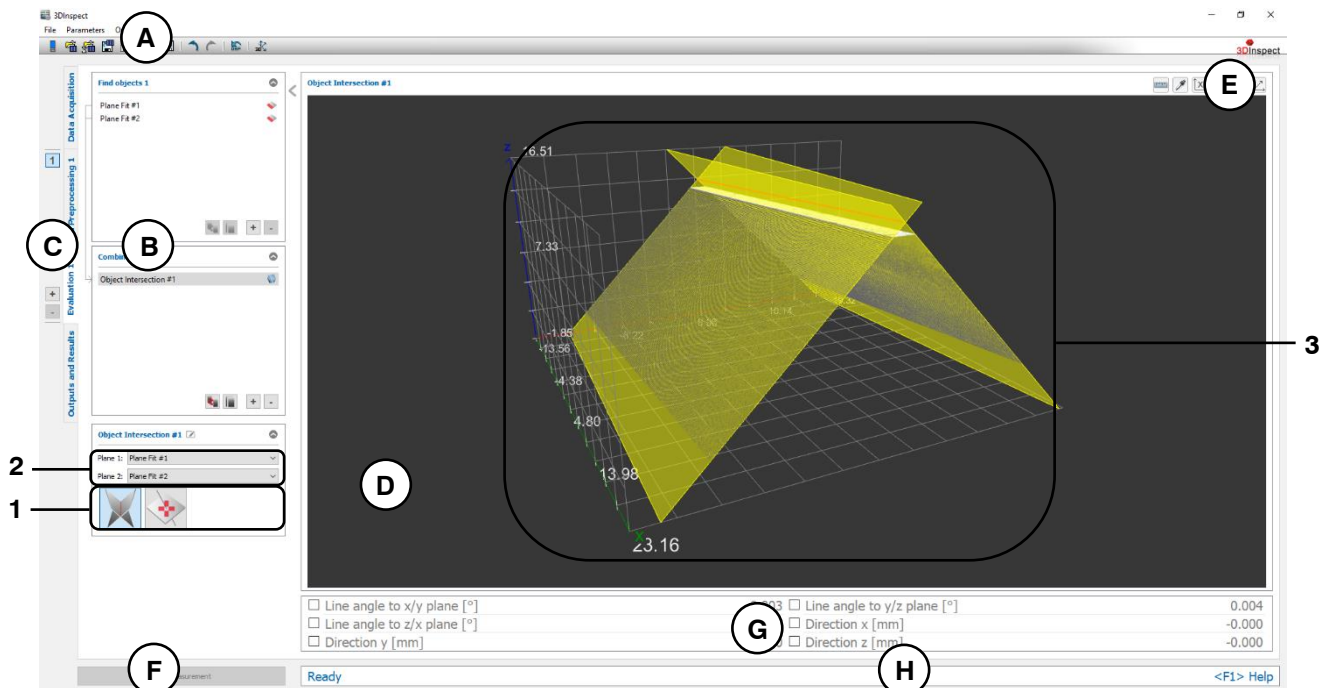 3DInspect
File Parameters
A
3DInspect
Data Acquisition
Preprocessing 1
Evaluation 1
Outputs and Results
1
+
-
C
Find objects 1
Plane Fit #1
Plane Fit #2
+ -
B
Object Intersection #1
+ -
Object Intersection #1
2
Plane 1: Plane Fit #1
Plane 2: Plane Fit #2
1
F
Object Intersection #1
E
z 16.51
7.33
-1.85
-13.56
-4.38
4.80
13.98
23.16
X
10.14
3
D
Line angle to x/y plane [°]
Line angle to y/z plane [°] 0.004
Line angle to z/x plane [°]
G
Direction x [mm] -0.000
Direction y [mm]
Direction z [mm] -0.000
H
Ready
<F1> Help